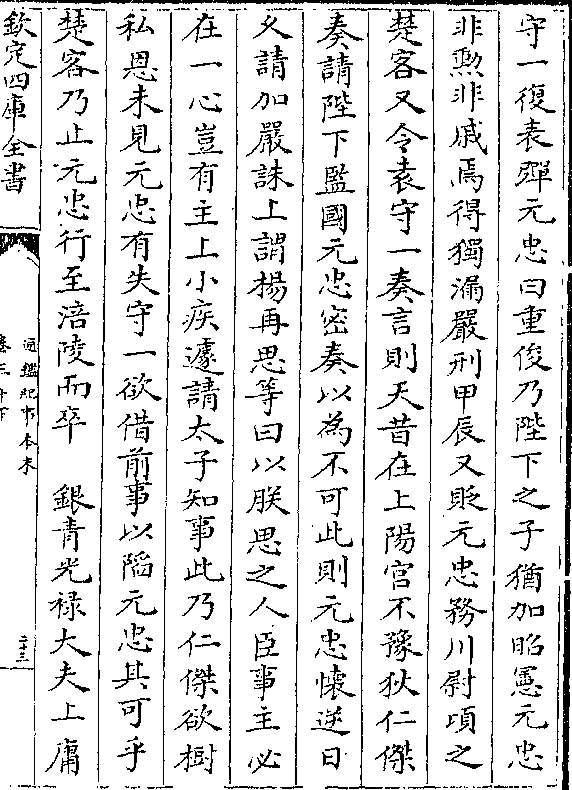 守一復表彈元忠曰重俊乃陛下之子猶加昭憲元忠
非勲非戚焉得獨漏嚴刑甲辰又貶元忠務川尉頃之
楚客又令袁守一奏言則天昔在上陽宫不豫狄仁傑
奏請陛下監國元忠密奏以為不可此則元忠懷逆日
乆請加嚴誅上謂楊再思等曰以朕思之人臣事主必
在一心豈有主上小疾遽請太子知事此乃仁傑欲樹
私恩未見元忠有失守一欲借前事以陷元忠其可乎
楚客乃止元忠行至涪陵而卒　銀青光禄大夫上庸
欽定四庫全書
通鑑紀事本末
卷三十下
二十三